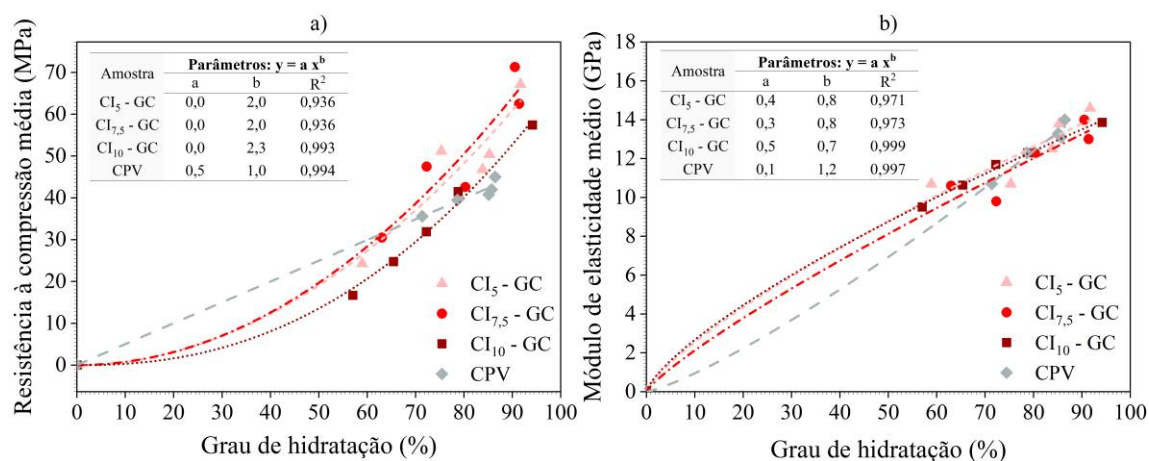 a)
Resistência à compressão média (MPa)
70
60
50
40
30
20
10
0
Amostra
Parâmetros: y = a x^b
a b R²
CI₅ - GC 0,0 2,0 0,936
CI₇,₅ - GC 0,0 2,0 0,936
CI₁₀ - GC 0,0 2,3 0,993
CPV 0,5 1,0 0,994
CI₅ - GC
CI₇,₅ - GC
CI₁₀ - GC
CPV
0 10 20 30 40 50 60 70 80 90 100
Grau de hidratação (%)
b)
Módulo de elasticidade médio (GPa)
18
16
14
12
10
8
6
4
2
0
Amostra
Parâmetros: y = a x^b
a b R²
CI₅ - GC 0,4 0,8 0,971
CI₇,₅ - GC 0,3 0,8 0,973
CI₁₀ - GC 0,5 0,7 0,999
CPV 0,1 1,2 0,997
CI₅ - GC
CI₇,₅ - GC
CI₁₀ - GC
CPV
0 10 20 30 40 50 60 70 80 90 100
Grau de hidratação (%)